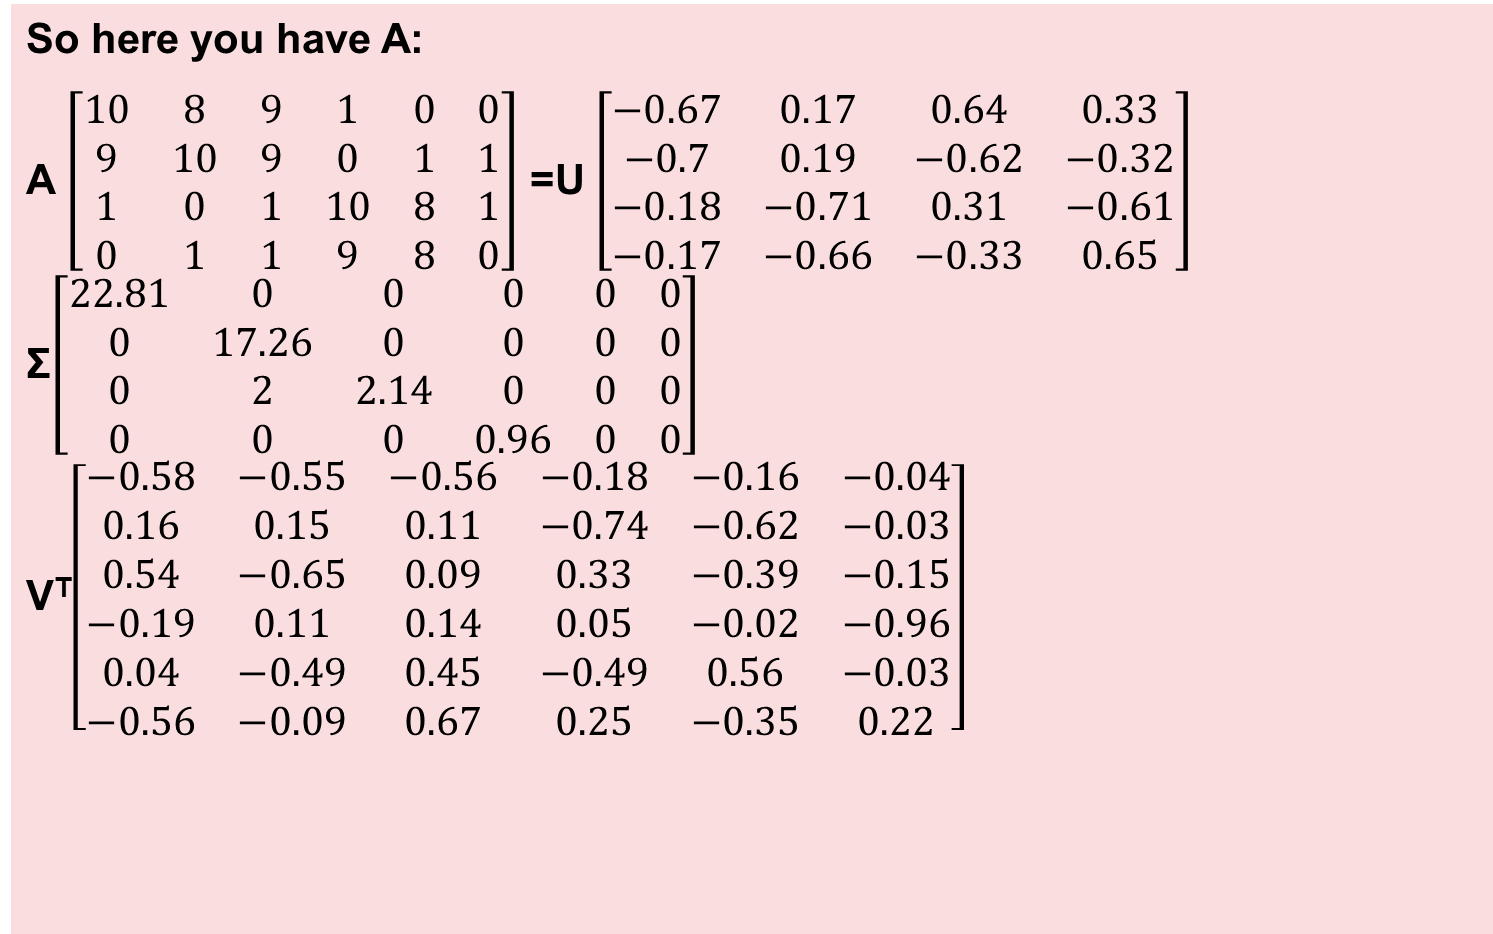 So here you have A:
A [10 8 9 1 0 0] =U [−0.67 0.17 0.64 0.33]
9 10 9 0 1 1 −0.7 0.19 −0.62 −0.32
1 0 1 10 8 1 −0.18 −0.71 0.31 −0.61
0 1 1 9 8 0 −0.17 −0.66 −0.33 0.65
Σ [22.81 0 0 0 0 0]
0 17.26 0 0 0 0
0 2 2.14 0 0 0
0 0 0 0.96 0 0
Vᵀ [−0.58 −0.55 −0.56 −0.18 −0.16 −0.04]
0.16 0.15 0.11 −0.74 −0.62 −0.03
0.54 −0.65 0.09 0.33 −0.39 −0.15
−0.19 0.11 0.14 0.05 −0.02 −0.96
0.04 −0.49 0.45 −0.49 0.56 −0.03
−0.56 −0.09 0.67 0.25 −0.35 0.22